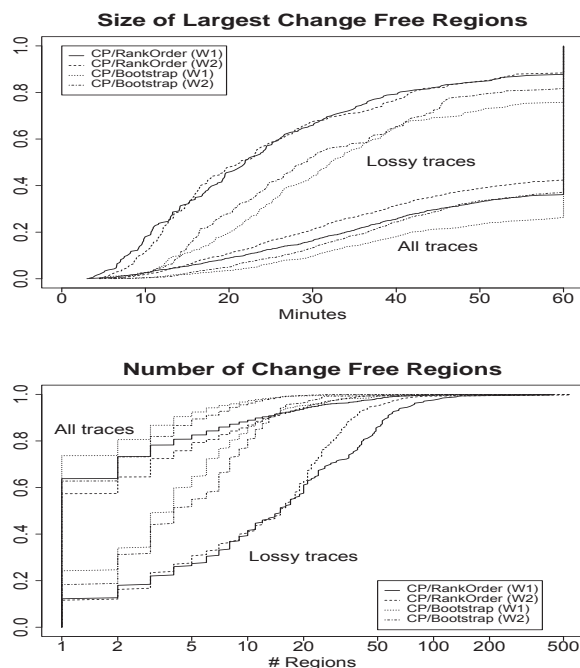 Size of Largest Change Free Regions
CP/RankOrder (W1)
CP/RankOrder (W2)
CP/Bootstrap (W1)
CP/Bootstrap (W2)
Lossy traces
All traces
0.0 0.2 0.4 0.6 0.8 1.0
0 10 20 30 40 50 60
Minutes
Number of Change Free Regions
All traces
Lossy traces
CP/RankOrder (W1)
CP/RankOrder (W2)
CP/Bootstrap (W1)
CP/Bootstrap (W2)
0.0 0.2 0.4 0.6 0.8 1.0
1 2 5 10 20 50 100 200 500
# Regions